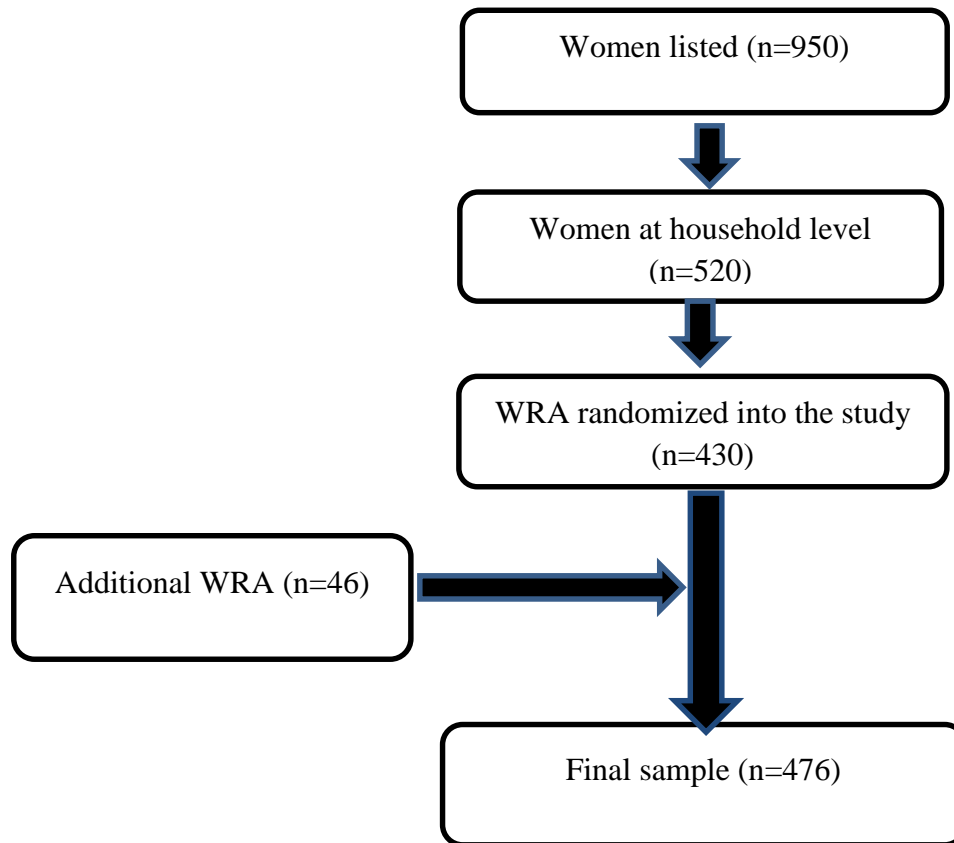 Women listed (n=950)
Women at household level
(n=520)
WRA randomized into the study
(n=430)
Additional WRA (n=46)
Final sample (n=476)